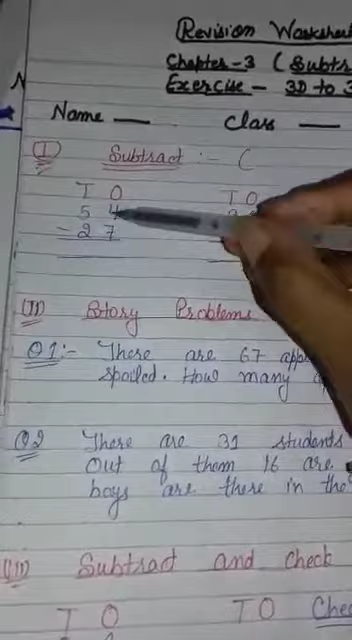 Revision Worksheet
Chapter-3 (Subtr
Exercise - 3D to 3
Name — Class —
(I) Subtract :- (
T O T O
5 4
- 2 7
(II) Story Problems
Q1:- There are 67 app
spoiled. How many
Q2 There are 31 students
Out of them 16 are
boys are there in the
(III) Subtract and Check
T O T O Chec